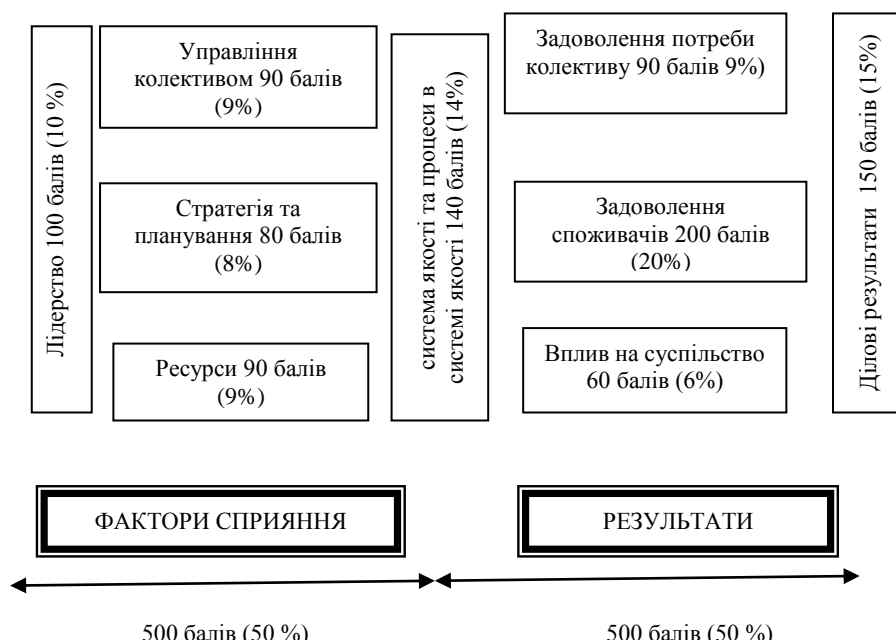 Лідерство 100 балів (10 %)
Управління
колективом 90 балів
(9%)
Стратегія та
планування 80 балів
(8%)
Ресурси 90 балів
(9%)
система якості та процеси в
системі якості 140 балів (14%)
Задоволення потреби
колективу 90 балів 9%)
Задоволення
споживачів 200 балів
(20%)
Вплив на суспільство
60 балів (6%)
Ділові результати 150 балів (15%)
ФАКТОРИ СПРИЯННЯ
РЕЗУЛЬТАТИ
500 балів (50 %)
500 балів (50 %)